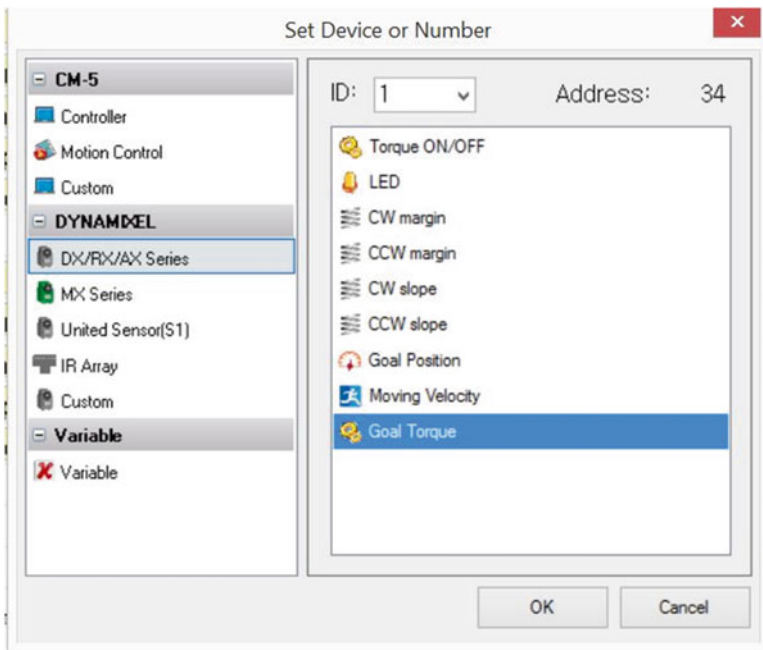 Set Device or Number
CM-5
Controller
Motion Control
Custom
DYNAMIXEL
DX/RX/AX Series
MX Series
United Sensor(S1)
IR Array
Custom
Variable
Variable
ID: 1 Address: 34
Torque ON/OFF
LED
CW margin
CCW margin
CW slope
CCW slope
Goal Position
Moving Velocity
Goal Torque
OK Cancel